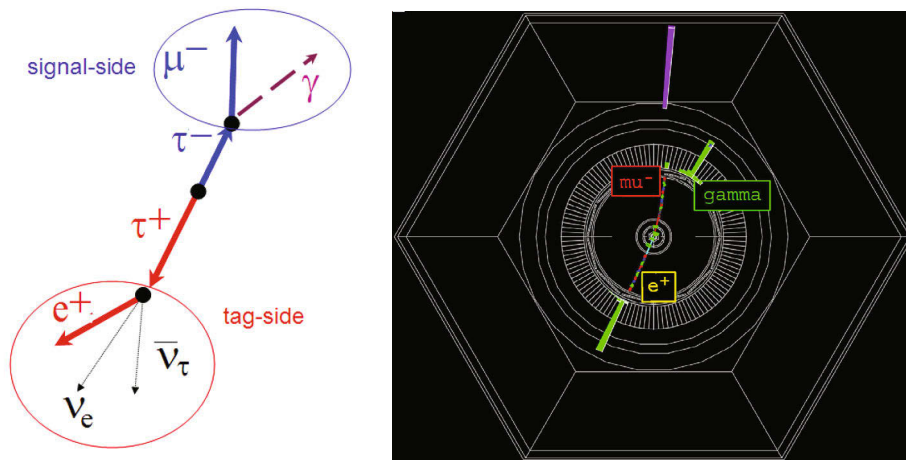 signal-side
μ⁻
γ
τ⁻
τ⁺
e⁺
tag-side
ν̅τ
νe
mu⁻
gamma
e⁺